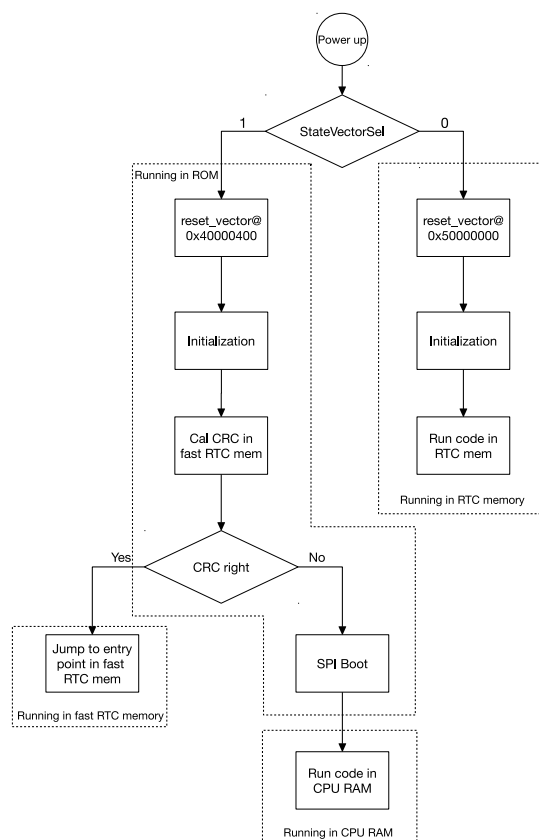 Power up
StateVectorSel
1
0
Running in ROM
reset_vector@
0x40000400
reset_vector@
0x50000000
Initialization
Initialization
Cal CRC in
fast RTC mem
Run code in
RTC mem
Running in RTC memory
Yes
No
CRC right
Jump to entry
point in fast
RTC mem
SPI Boot
Running in fast RTC memory
Run code in
CPU RAM
Running in CPU RAM